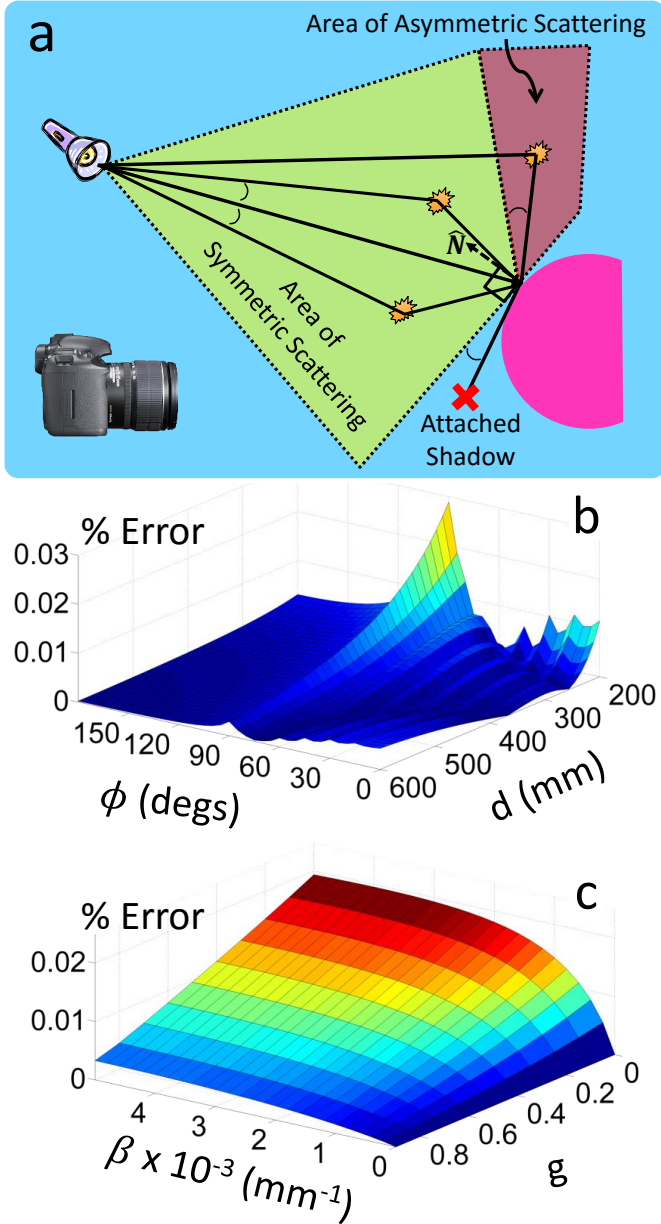 a
Area of Asymmetric Scattering
N̂
Area of
Symmetric Scattering
Attached
Shadow
b
% Error
0.03
0.02
0.01
0
150
120
90
60
30
0
ϕ (degs)
200
300
400
500
600
d (mm)
c
% Error
0.02
0.01
0
4
3
2
1
0
β x 10⁻³ (mm⁻¹)
0
0.2
0.4
0.6
0.8
g